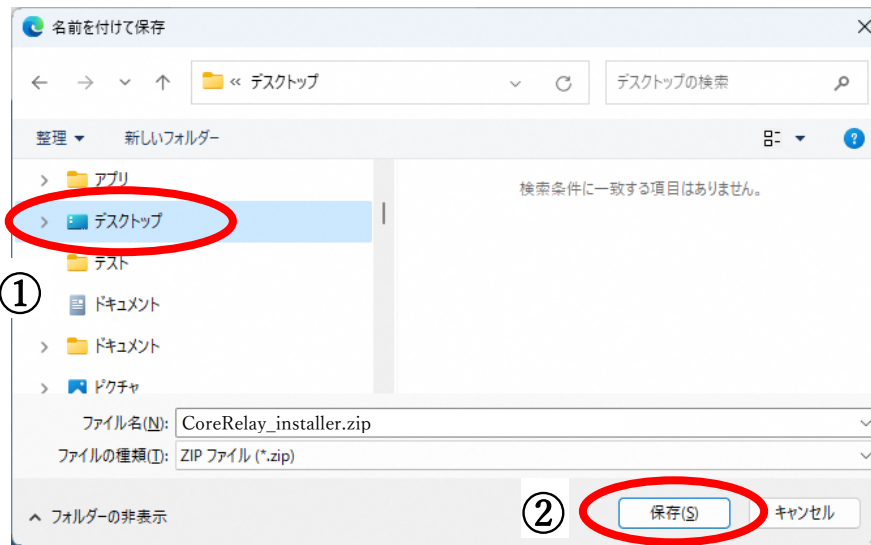 名前を付けて保存
« デスクトップ
デスクトップの検索
整理
新しいフォルダー
アプリ
検索条件に一致する項目はありません。
デスクトップ
テスト
①
ドキュメント
ドキュメント
ピクチャ
ファイル名(N): CoreRelay_installer.zip
ファイルの種類(T): ZIP ファイル (*.zip)
フォルダーの非表示
②
保存(S)
キャンセル